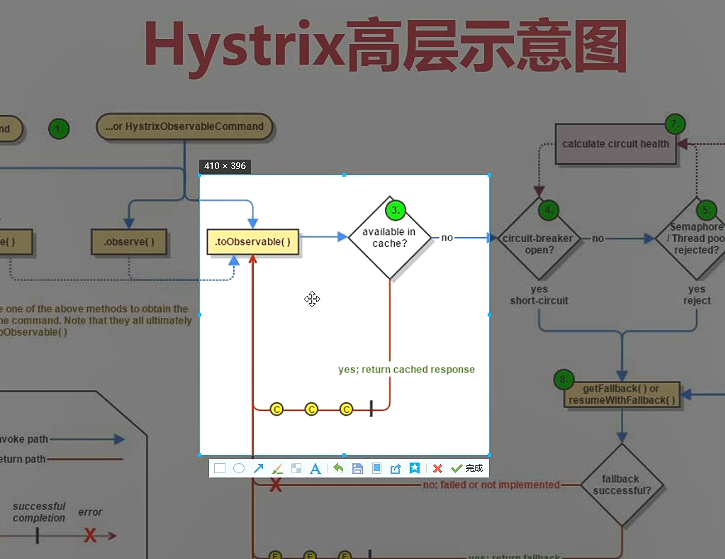 Hystrix高层示意图
nd
1.
...or HystrixObservableCommand
7.
calculate circuit health
410 × 396
e( )
.observe( )
.toObservable( )
3.
available in
cache?
no
4.
circuit-breaker
open?
no
5.
Semaphore
/ Thread poo
rejected?
yes
short-circuit
yes
reject
e one of the above methods to obtain the
ne command. Note that they all ultimately
oObservable( )
yes; return cached response
8.
getFallback( ) or
resumeWithFallback( )
C
C
C
nvoke path
eturn path
A
完成
successful
completion
error
X
X
no; failed or not implemented
fallback
successful?
yes; return fallback